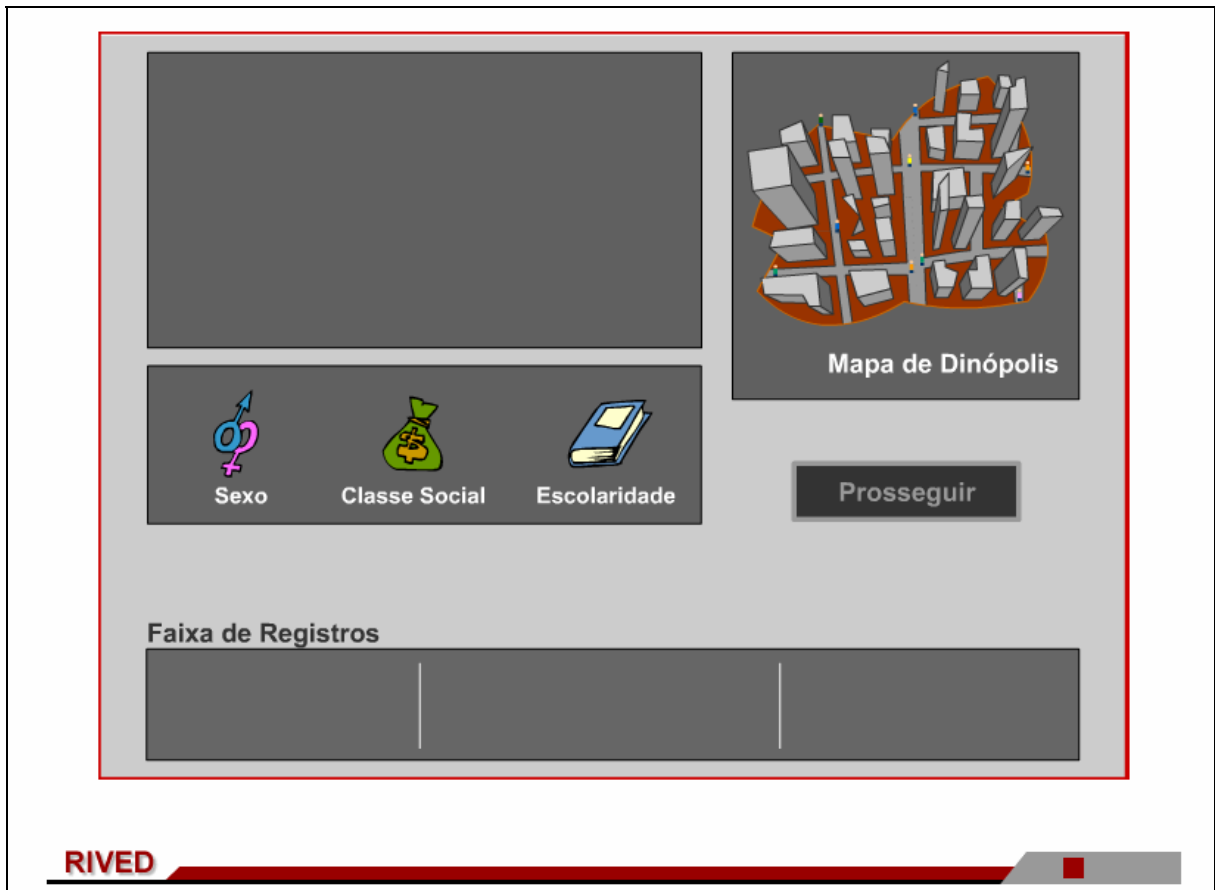 Mapa de Dinópolis
Sexo
Classe Social
Escolaridade
Prosseguir
Faixa de Registros
RIVED